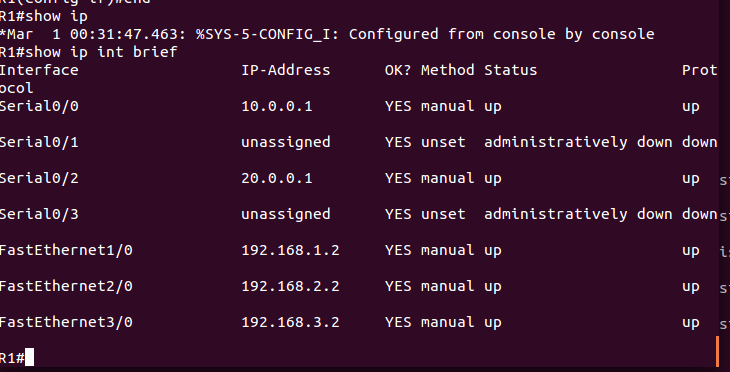 R1(config-if)#end
R1#show ip
*Mar  1 00:31:47.463: %SYS-5-CONFIG_I: Configured from console by console
R1#show ip int brief
Interface                  IP-Address      OK? Method Status                Prot
ocol
Serial0/0                  10.0.0.1        YES manual up                    up
Serial0/1                  unassigned      YES unset  administratively down down
Serial0/2                  20.0.0.1        YES manual up                    up
Serial0/3                  unassigned      YES unset  administratively down down
FastEthernet1/0            192.168.1.2     YES manual up                    up
FastEthernet2/0            192.168.2.2     YES manual up                    up
FastEthernet3/0            192.168.3.2     YES manual up                    up
R1#